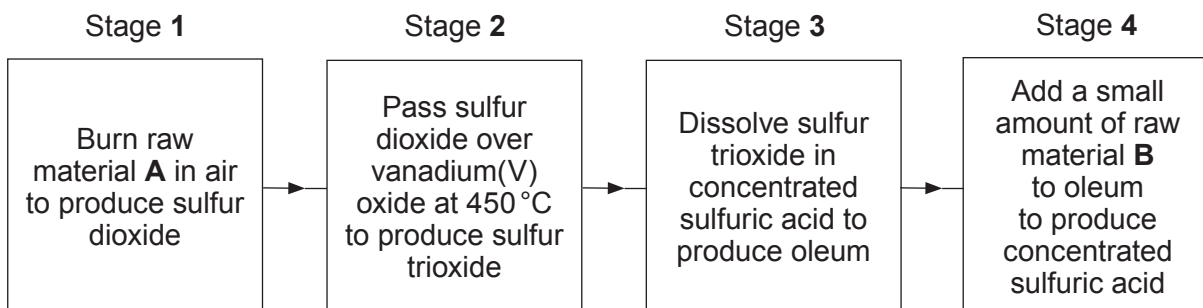 Stage 1
Burn raw
material A in air
to produce sulfur
dioxide
Stage 2
Pass sulfur
dioxide over
vanadium(V)
oxide at 450 °C
to produce sulfur
trioxide
Stage 3
Dissolve sulfur
trioxide in
concentrated
sulfuric acid to
produce oleum
Stage 4
Add a small
amount of raw
material B
to oleum
to produce
concentrated
sulfuric acid